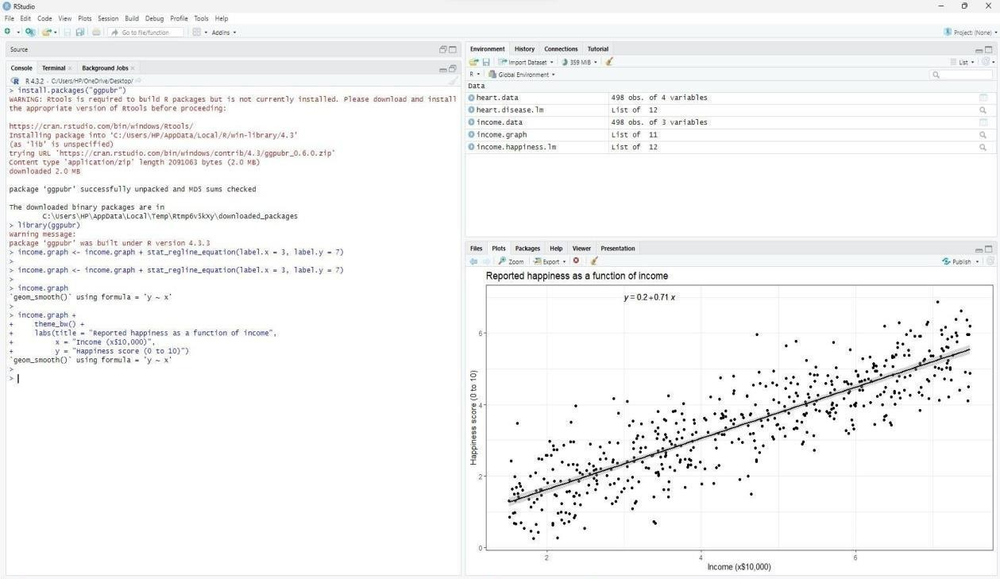 RStudio
File Edit Code View Plots Session Build Debug Profile Tools Help
Go to file/function Addins Project: (None)
Source
Console Terminal Background Jobs
R 4.3.2 · C:/Users/HP/OneDrive/Desktop/
> install.packages("ggpubr")
WARNING: Rtools is required to build R packages but is not currently installed. Please download and install
the appropriate version of Rtools before proceeding:
https://cran.rstudio.com/bin/windows/Rtools/
Installing package into 'C:/Users/HP/AppData/Local/R/win-library/4.3'
(as 'lib' is unspecified)
trying URL 'https://cran.rstudio.com/bin/windows/contrib/4.3/ggpubr_0.6.0.zip'
Content type 'application/zip' length 2091063 bytes (2.0 MB)
downloaded 2.0 MB
package 'ggpubr' successfully unpacked and MD5 sums checked
The downloaded binary packages are in
C:\Users\HP\AppData\Local\Temp\Rtmp6v5kXy\downloaded_packages
> library(ggpubr)
Warning message:
package 'ggpubr' was built under R version 4.3.3
> income.graph <- income.graph + stat_regline_equation(label.x = 3, label.y = 7)
>
> income.graph <- income.graph + stat_regline_equation(label.x = 3, label.y = 7)
>
> income.graph
`geom_smooth()` using formula = 'y ~ x'
>
> income.graph +
+ theme_bw() +
+ labs(title = "Reported happiness as a function of income",
+ x = "Income (x$10,000)",
+ y = "Happiness score (0 to 10)")
`geom_smooth()` using formula = 'y ~ x'
>
>
Environment History Connections Tutorial
Import Dataset 359 MiB List
R Global Environment
Data
heart.data 498 obs. of 4 variables
heart.disease.lm List of 12
income.data 498 obs. of 3 variables
income.graph List of 11
income.happiness.lm List of 12
Files Plots Packages Help Viewer Presentation
Zoom Export Publish
Reported happiness as a function of income
y = 0.2+0.71 x
Happiness score (0 to 10)
6
4
2
0
2 4 6
Income (x$10,000)